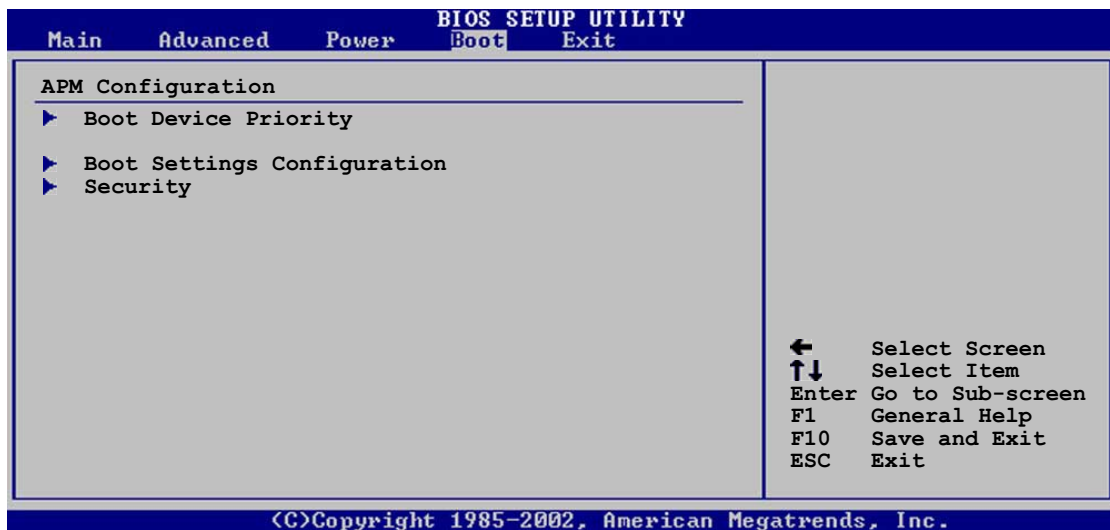 BIOS SETUP UTILITY
Main Advanced Power Boot Exit
APM Configuration
Boot Device Priority
Boot Settings Configuration
Security
← Select Screen
↑↓ Select Item
Enter Go to Sub-screen
F1 General Help
F10 Save and Exit
ESC Exit
(C)Copyright 1985-2002, American Megatrends, Inc.